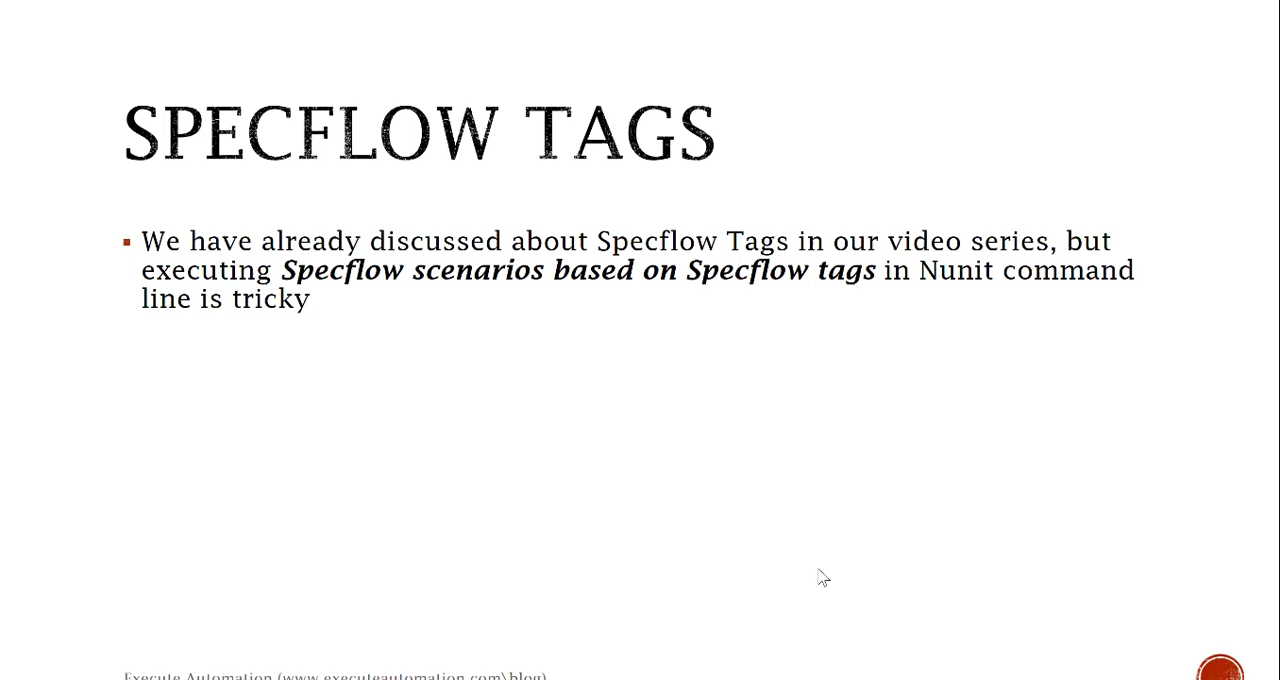 SPECFLOW TAGS
We have already discussed about Specflow Tags in our video series, but
executing Specflow scenarios based on Specflow tags in Nunit command
line is tricky
Execute Automation (www.executeautomation.com\blog)